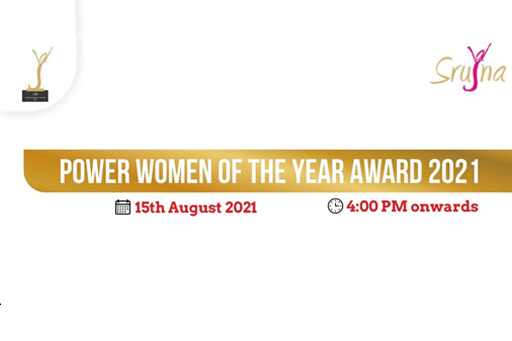 Srujna
POWER WOMEN OF THE YEAR AWARD 2021
15th August 2021
4:00 PM onwards